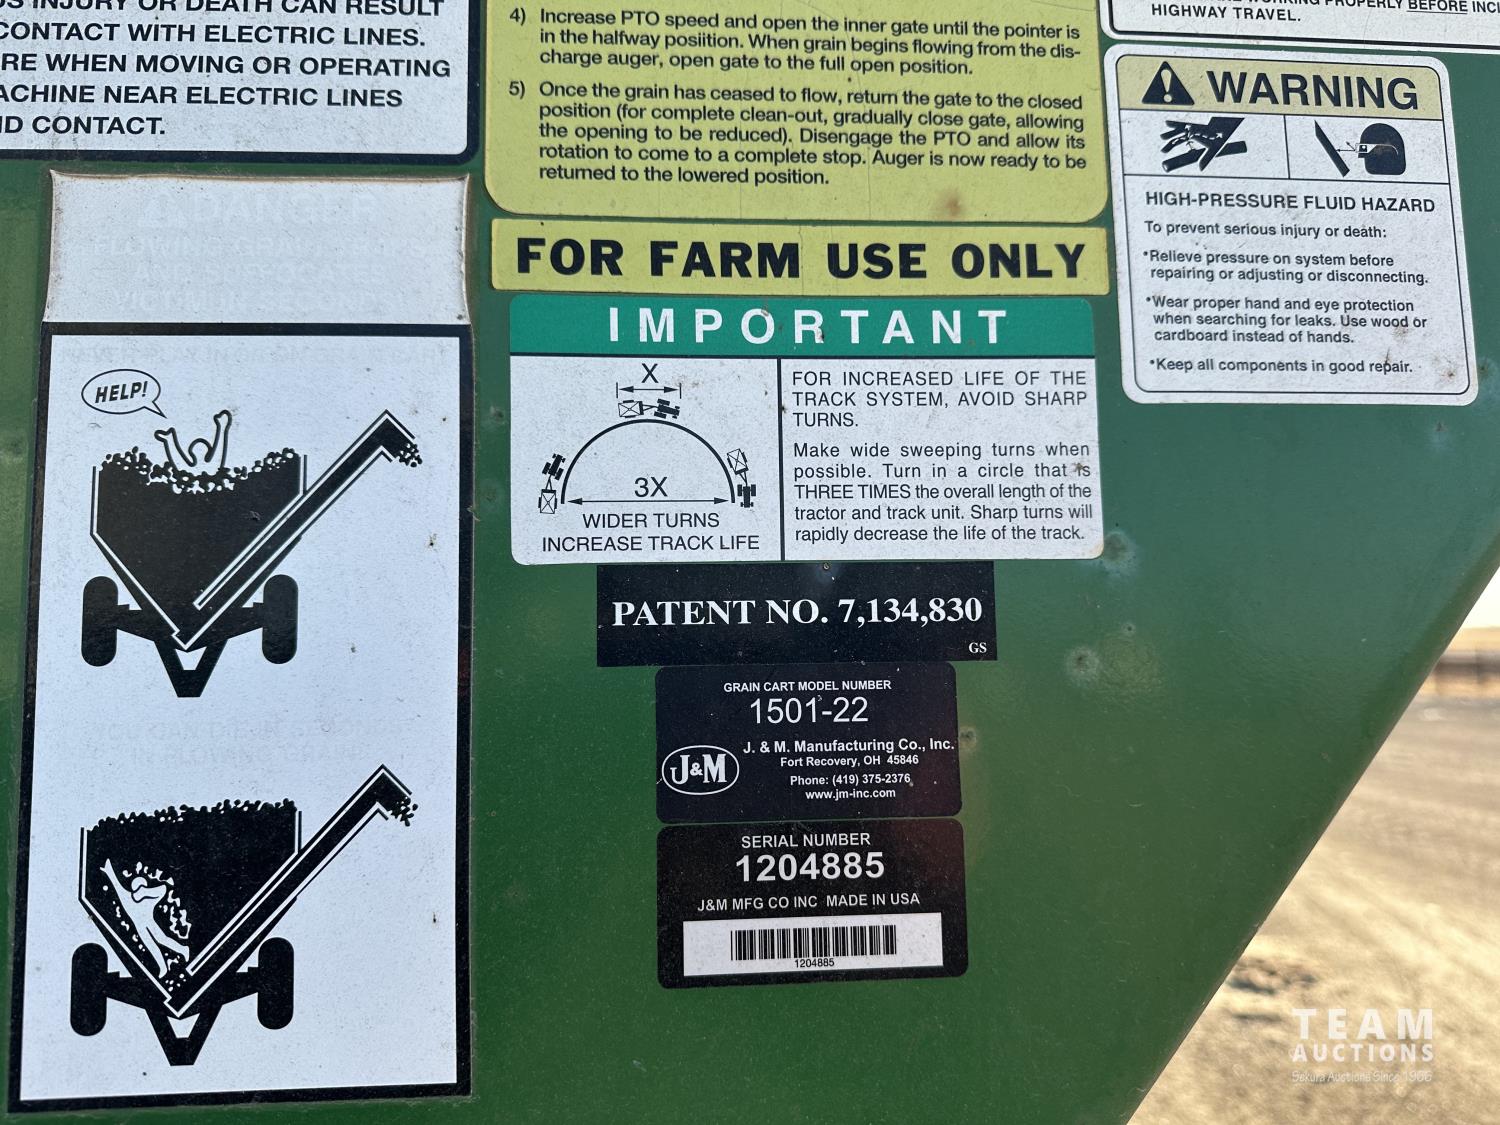 INJURY OR DEATH CAN RESULT
CONTACT WITH ELECTRIC LINES.
WHEN MOVING OR OPERATING
NEAR ELECTRIC LINES
CONTACT.
DANGER
HELP!
4) Increase PTO speed and open the inner gate until the pointer is
in the halfway posiition. When grain begins flowing from the dis-
charge auger, open gate to the full open position.
5) Once the grain has ceased to flow, return the gate to the closed
position (for complete clean-out, gradually close gate, allowing
the opening to be reduced). Disengage the PTO and allow its
rotation to come to a complete stop. Auger is now ready to be
returned to the lowered position.
FOR FARM USE ONLY
IMPORTANT
X
3X
WIDER TURNS
INCREASE TRACK LIFE
FOR INCREASED LIFE OF THE
TRACK SYSTEM, AVOID SHARP
TURNS.
Make wide sweeping turns when
possible. Turn in a circle that is
THREE TIMES the overall length of the
tractor and track unit. Sharp turns will
rapidly decrease the life of the track.
PATENT NO. 7,134,830
GS
GRAIN CART MODEL NUMBER
1501-22
J&M
J. & M. Manufacturing Co., Inc.
Fort Recovery, OH 45846
Phone: (419) 375-2376
www.jm-inc.com
SERIAL NUMBER
1204885
J&M MFG CO INC MADE IN USA
1204885
WORKING PROPERLY BEFORE
HIGHWAY TRAVEL.
WARNING
HIGH-PRESSURE FLUID HAZARD
To prevent serious injury or death:
*Relieve pressure on system before
repairing or adjusting or disconnecting.
*Wear proper hand and eye protection
when searching for leaks. Use wood or
cardboard instead of hands.
*Keep all components in good repair.
TEAM
AUCTIONS
Sekura Auctions Since 1966